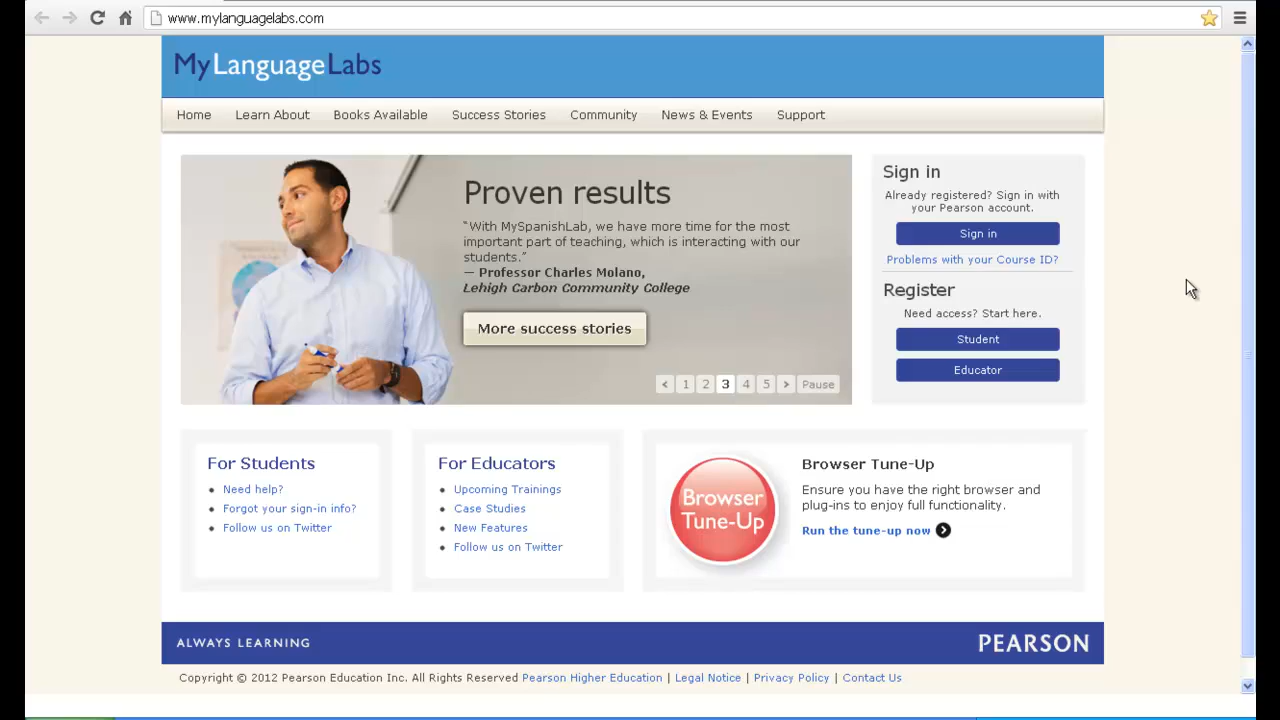 www.mylanguagelabs.com
MyLanguageLabs
Home Learn About Books Available Success Stories Community News & Events Support
Proven results
"With MySpanishLab, we have more time for the most
important part of teaching, which is interacting with our
students."
— Professor Charles Molano,
Lehigh Carbon Community College
More success stories
< 1 2 3 4 5 > Pause
Sign in
Already registered? Sign in with
your Pearson account.
Sign in
Problems with your Course ID?
Register
Need access? Start here.
Student
Educator
For Students
Need help?
Forgot your sign-in info?
Follow us on Twitter
For Educators
Upcoming Trainings
Case Studies
New Features
Follow us on Twitter
Browser
Tune-Up
Browser Tune-Up
Ensure you have the right browser and
plug-ins to enjoy full functionality.
Run the tune-up now
ALWAYS LEARNING
PEARSON
Copyright © 2012 Pearson Education Inc. All Rights Reserved Pearson Higher Education | Legal Notice | Privacy Policy | Contact Us